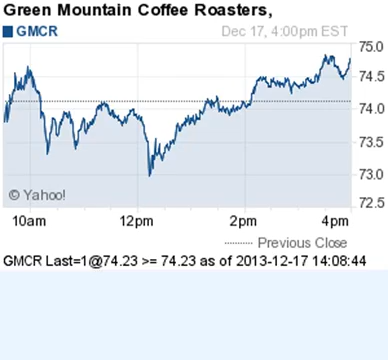 Green Mountain Coffee Roasters,
GMCR Dec 17, 4:00pm EST
75.0
74.5
74.0
73.5
73.0
72.5
© Yahoo!
10am 12pm 2pm 4pm
Previous Close
GMCR Last=1@74.23 >= 74.23 as of 2013-12-17 14:08:44